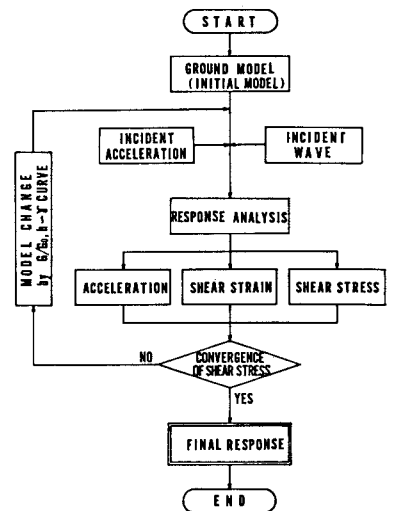 START
GROUND MODEL
(INITIAL MODEL)
INCIDENT
ACCELERATION
INCIDENT
WAVE
MODEL CHANGE
by G/G₀, h ~ γ CURVE
RESPONSE ANALYSIS
ACCELERATION
SHEAR STRAIN
SHEAR STRESS
NO
CONVERGENCE
OF SHEAR STRESS
YES
FINAL RESPONSE
END